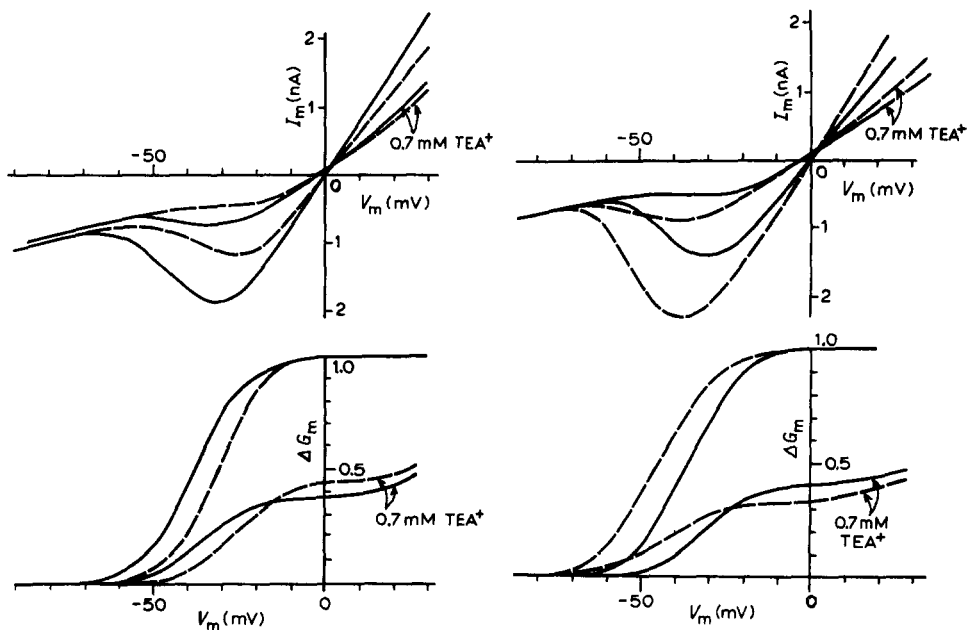 2
I_m (nA)
1
0.7 mM TEA⁺
-50
0
V_m (mV)
-1
-2
2
I_m (nA)
1
0.7 mM TEA⁺
-50
0
V_m (mV)
-1
-2
1.0
ΔG_m
0.5
0.7 mM TEA⁺
-50
V_m (mV)
0
1.0
ΔG_m
0.5
0.7 mM
TEA⁺
-50
V_m (mV)
0